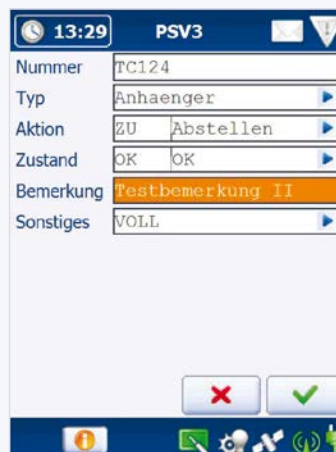 13:29 PSV3
Nummer TC124
Typ Anhaenger
Aktion ZU Abstellen
Zustand OK OK
Bemerkung Testbemerkung II
Sonstiges VOLL